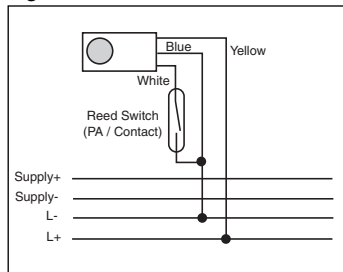 Blue
Yellow
White
Reed Switch
(PA / Contact)
Supply+
Supply-
L-
L+